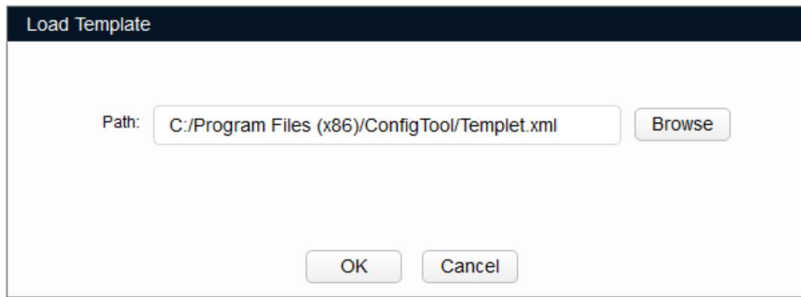 Load Template
Path: C:/Program Files (x86)/ConfigTool/Templet.xml Browse
OK Cancel